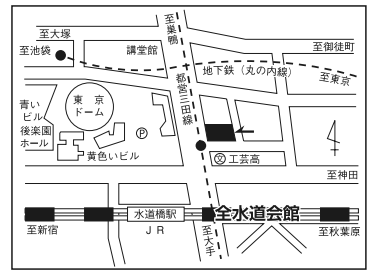 至大塚
至巣鴨
至池袋
講堂館
至御徒町
地下鉄（丸の内線）
至東京
都営三田線
青い
ビル
東京
ドーム
後楽園
ホール
Ⓟ
黄色いビル
文 工芸高
至神田
水道橋駅
全水道会館
至新宿
JR
至大手
至秋葉原